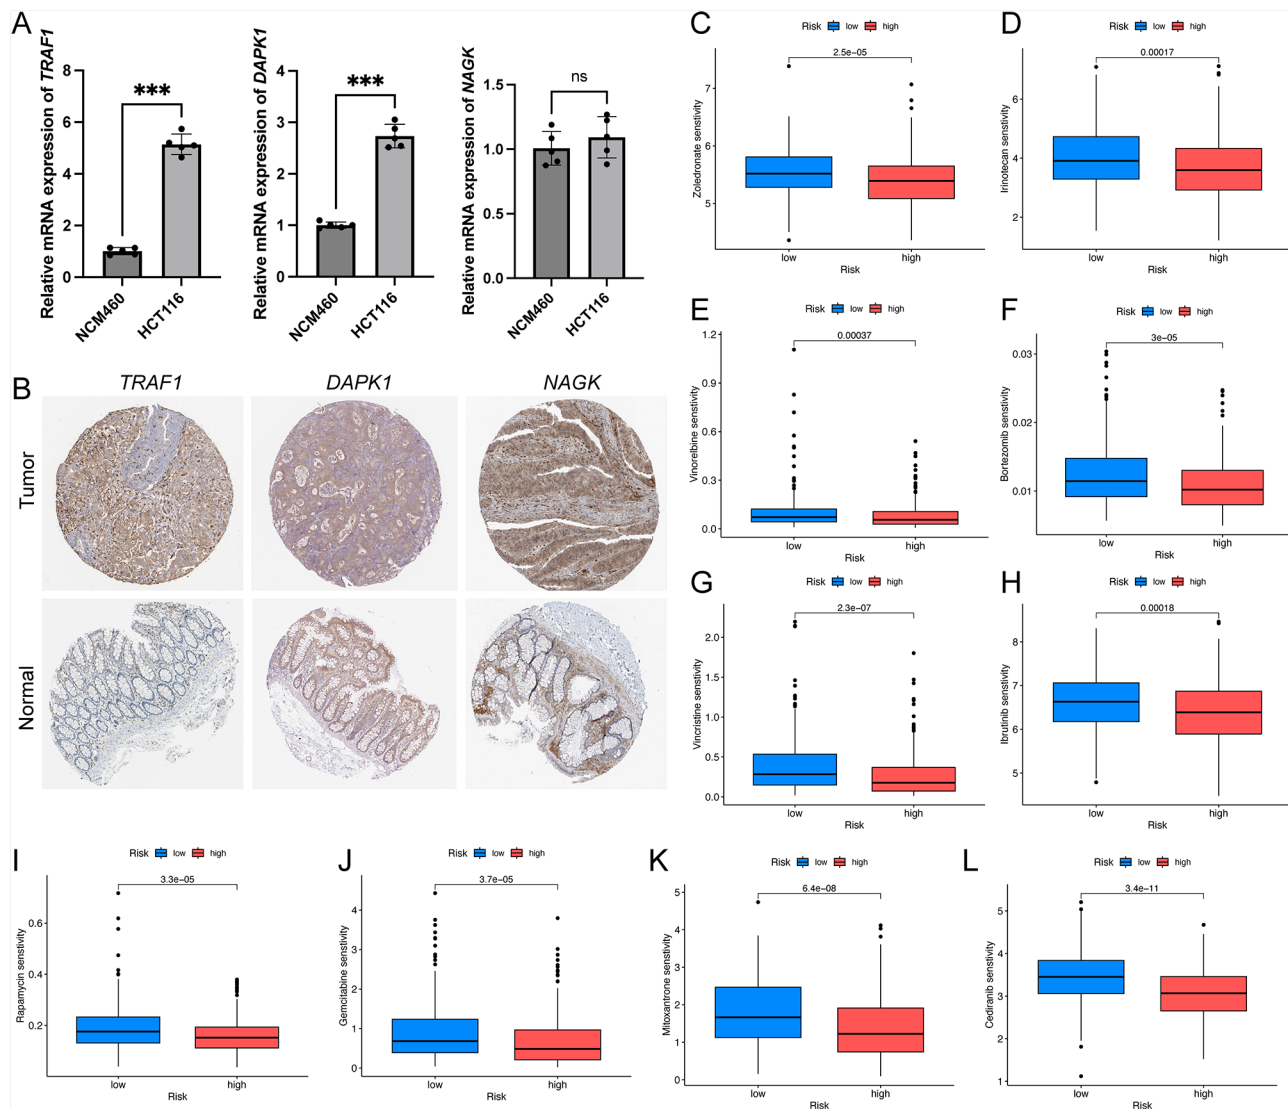 A
Relative mRNA expression of TRAF1
8
6
4
2
0
***
NCM460
HCT116
Relative mRNA expression of DAPK1
4
3
2
1
0
***
NCM460
HCT116
Relative mRNA expression of NAGK
1.5
1.0
0.5
0.0
ns
NCM460
HCT116
B
TRAF1
DAPK1
NAGK
Tumor
Normal
C
Risk low high
2.5e-05
Zoledronate senstivity
7
6
5
low high
Risk
D
Risk low high
0.00017
Irinotecan senstivity
6
4
2
low high
Risk
E
Risk low high
0.00037
Vinorelbine senstivity
1.2
0.9
0.6
0.3
0.0
low high
Risk
F
Risk low high
3e-05
Bortezomib senstivity
0.03
0.02
0.01
low high
Risk
G
Risk low high
2.3e-07
Vincristine senstivity
2.0
1.5
1.0
0.5
0.0
low high
Risk
H
Risk low high
0.00018
Ibrutinib senstivity
8
7
6
5
low high
Risk
I
Risk low high
3.3e-05
Rapamycin senstivity
0.6
0.4
0.2
low high
Risk
J
Risk low high
3.7e-05
Gemcitabine senstivity
4
3
2
1
0
low high
Risk
K
Risk low high
6.4e-08
Mitoxantrone senstivity
5
4
3
2
1
0
low high
Risk
L
Risk low high
3.4e-11
Cediranib senstivity
5
4
3
2
1
low high
Risk